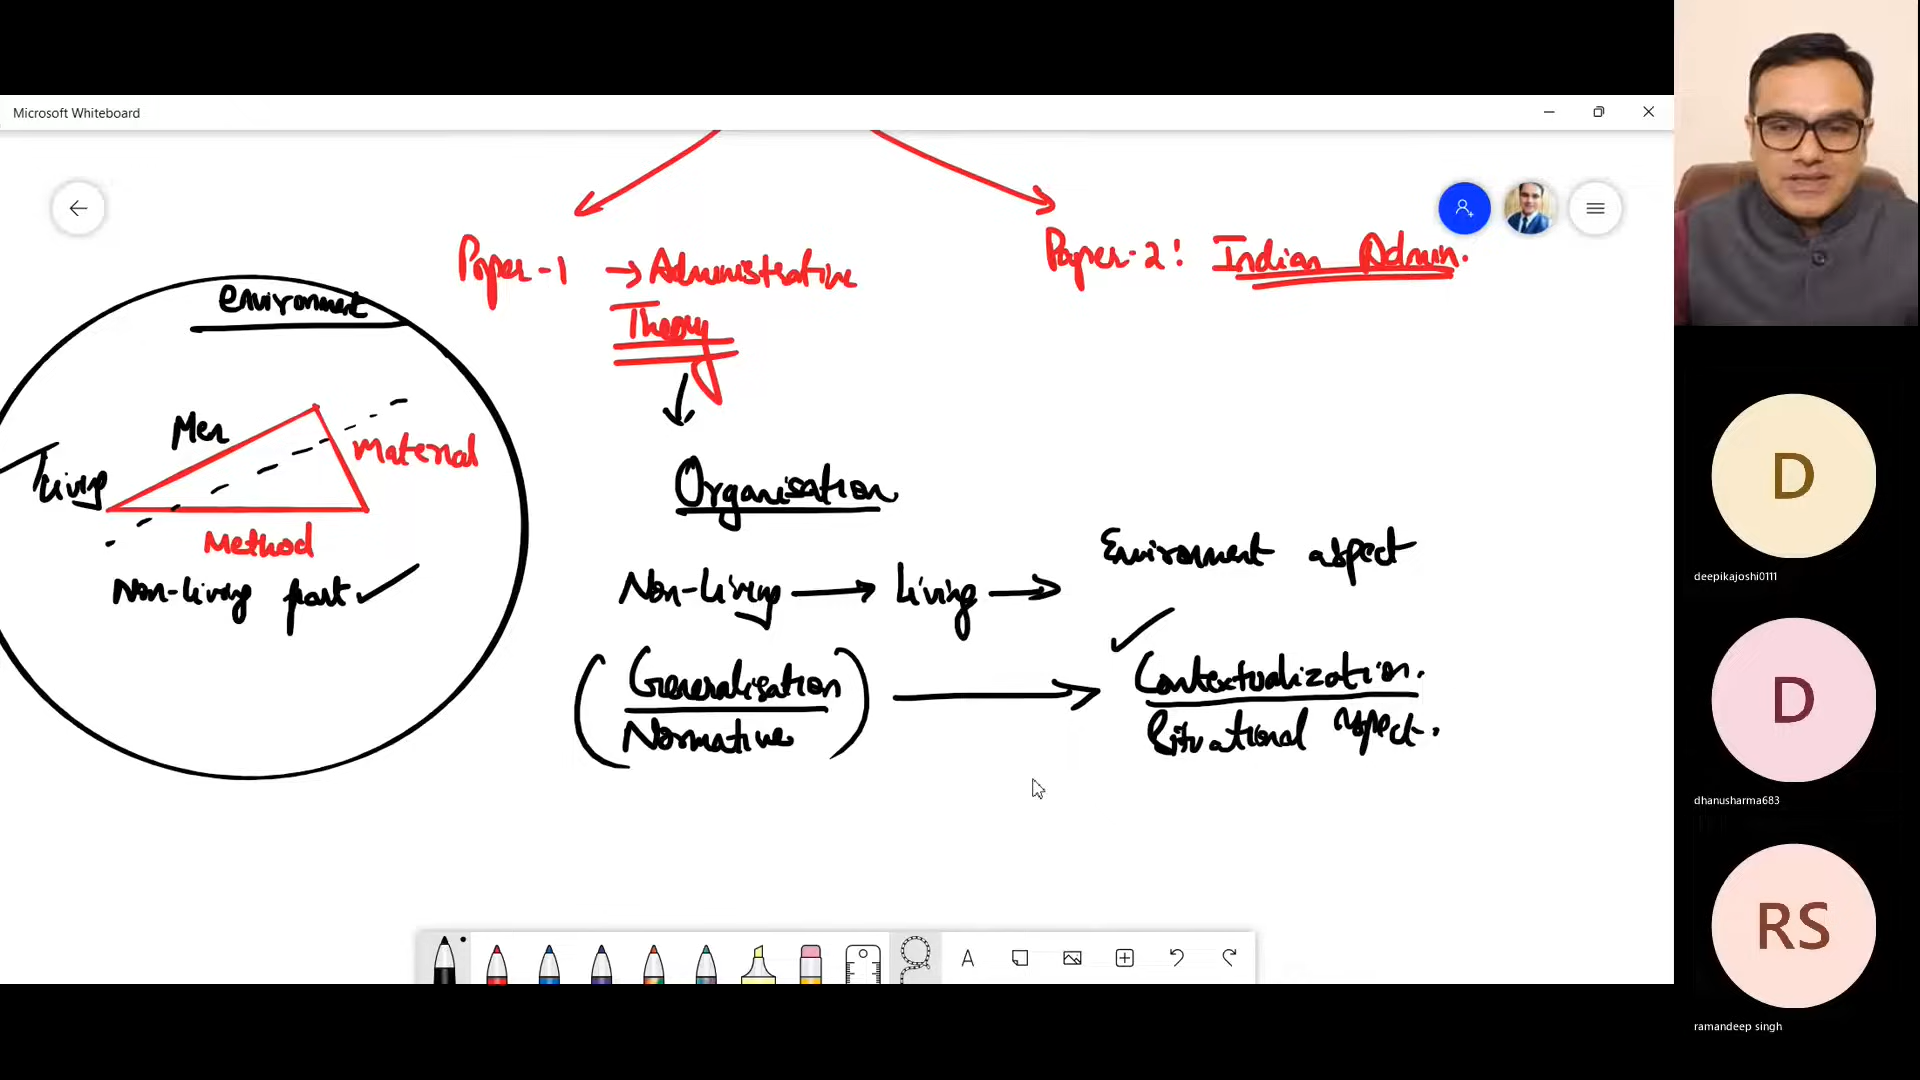 Microsoft Whiteboard
Paper-1 → Administrative
Theory
Paper-2: Indian Admn.
environment
Men
Material
Living
Method
Non-living part ✓
Organisation
Environment aspect
Non-Living → Living →
(Generalisation → Contextualization.
Normative) Situational aspect.
A
D
deepikajoshi0111
D
dhanusharma683
RS
ramandeep singh